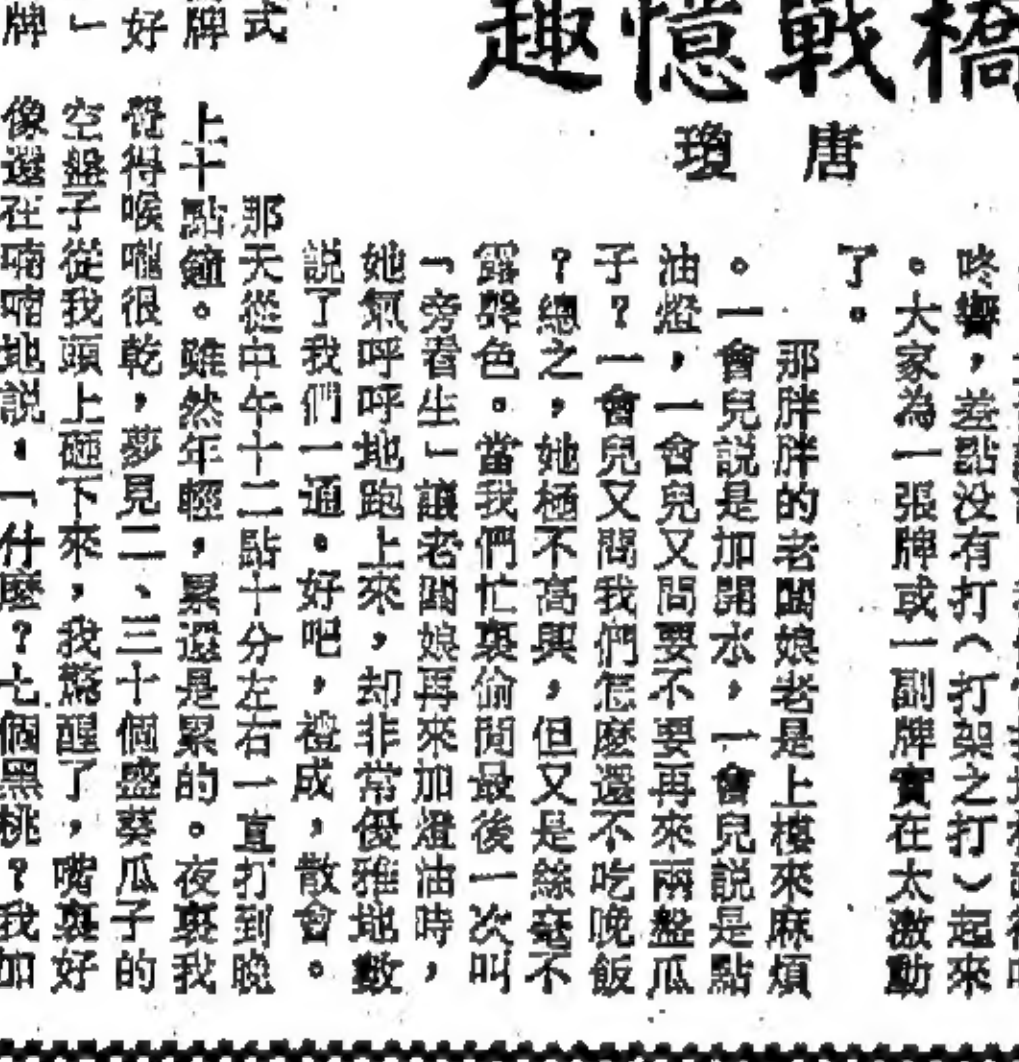 橋戰憶趣
唐瓊
咚響，差點没有打（打架之打）起來
。大家為一張牌或一副牌實在太激動
了。
那胖胖的老闆娘老是上樓來麻煩
。一會兒説是加開水，一會兒説是點
油燈，一會兒又問要不要再來兩盤瓜
子？一會兒又問我們怎麽還不吃晚飯
？總之，她極不高興，但又是絲毫不
露聲色。當我們忙裏偷閒最後一次叫
「旁看生」讓老闆娘再來加燈油時，
她氣呼呼地跑上來，却非常優雅地數
説了我們一通。好吧，禮成，散會。
式
牌
好
」
牌
那天從中午十二點十分左右一直打到晚
上十點鐘。雖然年輕，累還是累的。夜裏我
覺得喉嚨很乾，夢見二、三十個盛葵瓜子的
空盤子從我頭上砸下來，我驚醒了，嘴裏好
像還在喃喃地説：「什麽？七個黑桃？我加